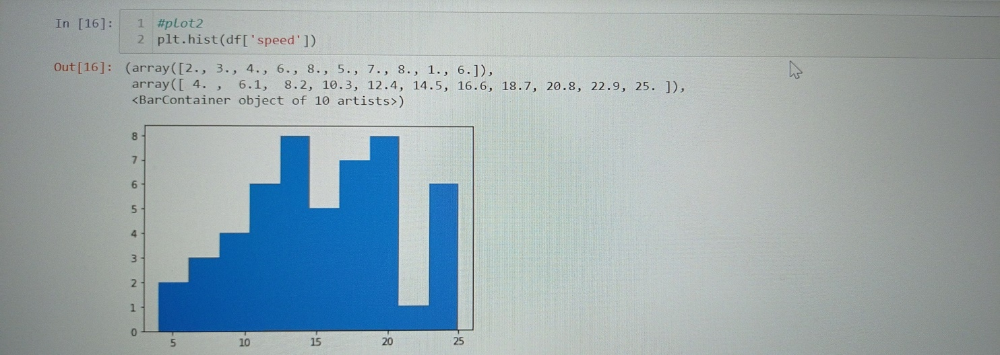 In [16]: 1 #plot2
2 plt.hist(df['speed'])
Out[16]: (array([2., 3., 4., 6., 8., 5., 7., 8., 1., 6.]),
array([ 4. ,  6.1,  8.2, 10.3, 12.4, 14.5, 16.6, 18.7, 20.8, 22.9, 25. ]),
<BarContainer object of 10 artists>)
8
7
6
5
4
3
2
1
0
5 10 15 20 25